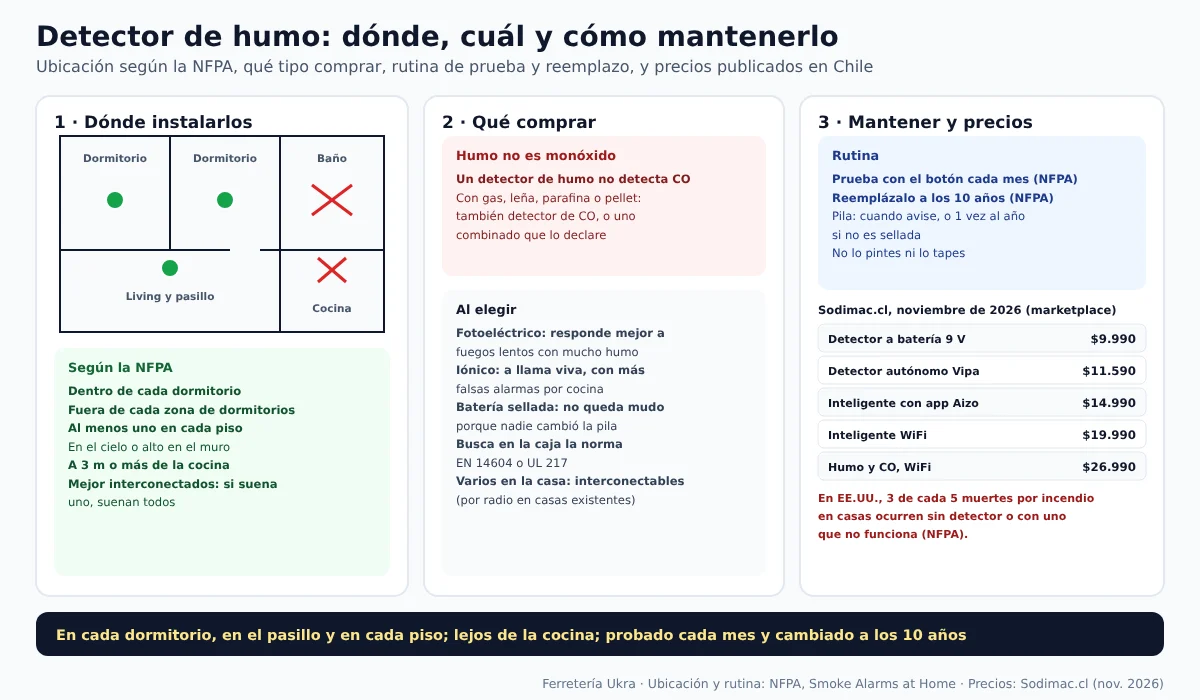 Detector de humo: dónde, cuál y cómo mantenerlo
Ubicación según la NFPA, qué tipo comprar, rutina de prueba y reemplazo, y precios publicados en Chile
1 · Dónde instalarlos
Dormitorio
Dormitorio
Baño
Living y pasillo
Cocina
Según la NFPA
Dentro de cada dormitorio
Fuera de cada zona de dormitorios
Al menos uno en cada piso
En el cielo o alto en el muro
A 3 m o más de la cocina
Mejor interconectados: si suena
uno, suenan todos
2 · Qué comprar
Humo no es monóxido
Un detector de humo no detecta CO
Con gas, leña, parafina o pellet:
también detector de CO, o uno
combinado que lo declare
Al elegir
Fotoeléctrico: responde mejor a
fuegos lentos con mucho humo
Iónico: a llama viva, con más
falsas alarmas por cocina
Batería sellada: no queda mudo
porque nadie cambió la pila
Busca en la caja la norma
EN 14604 o UL 217
Varios en la casa: interconectables
(por radio en casas existentes)
3 · Mantener y precios
Rutina
Prueba con el botón cada mes (NFPA)
Reemplázalo a los 10 años (NFPA)
Pila: cuando avise, o 1 vez al año
si no es sellada
No lo pintes ni lo tapes
Sodimac.cl, noviembre de 2026 (marketplace)
Detector a batería 9 V $9.990
Detector autónomo Vipa $11.590
Inteligente con app Aizo $14.990
Inteligente WiFi $19.990
Humo y CO, WiFi $26.990
En EE.UU., 3 de cada 5 muertes por incendio
en casas ocurren sin detector o con uno
que no funciona (NFPA).
En cada dormitorio, en el pasillo y en cada piso; lejos de la cocina; probado cada mes y cambiado a los 10 años
Ferretería Ukra · Ubicación y rutina: NFPA, Smoke Alarms at Home · Precios: Sodimac.cl (nov. 2026)